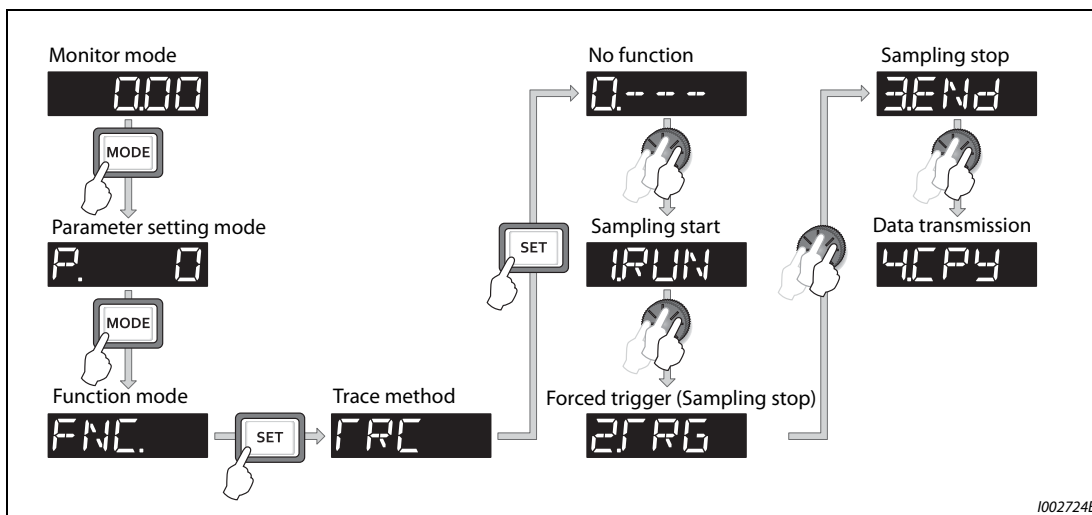 Monitor mode
0.00
MODE
Parameter setting mode
P. 0
MODE
Function mode
FNC.
SET
Trace method
TRC
SET
No function
0.---
Sampling start
1.RUN
Forced trigger (Sampling stop)
2.TRG
Sampling stop
3.ENd
Data transmission
4.CPY